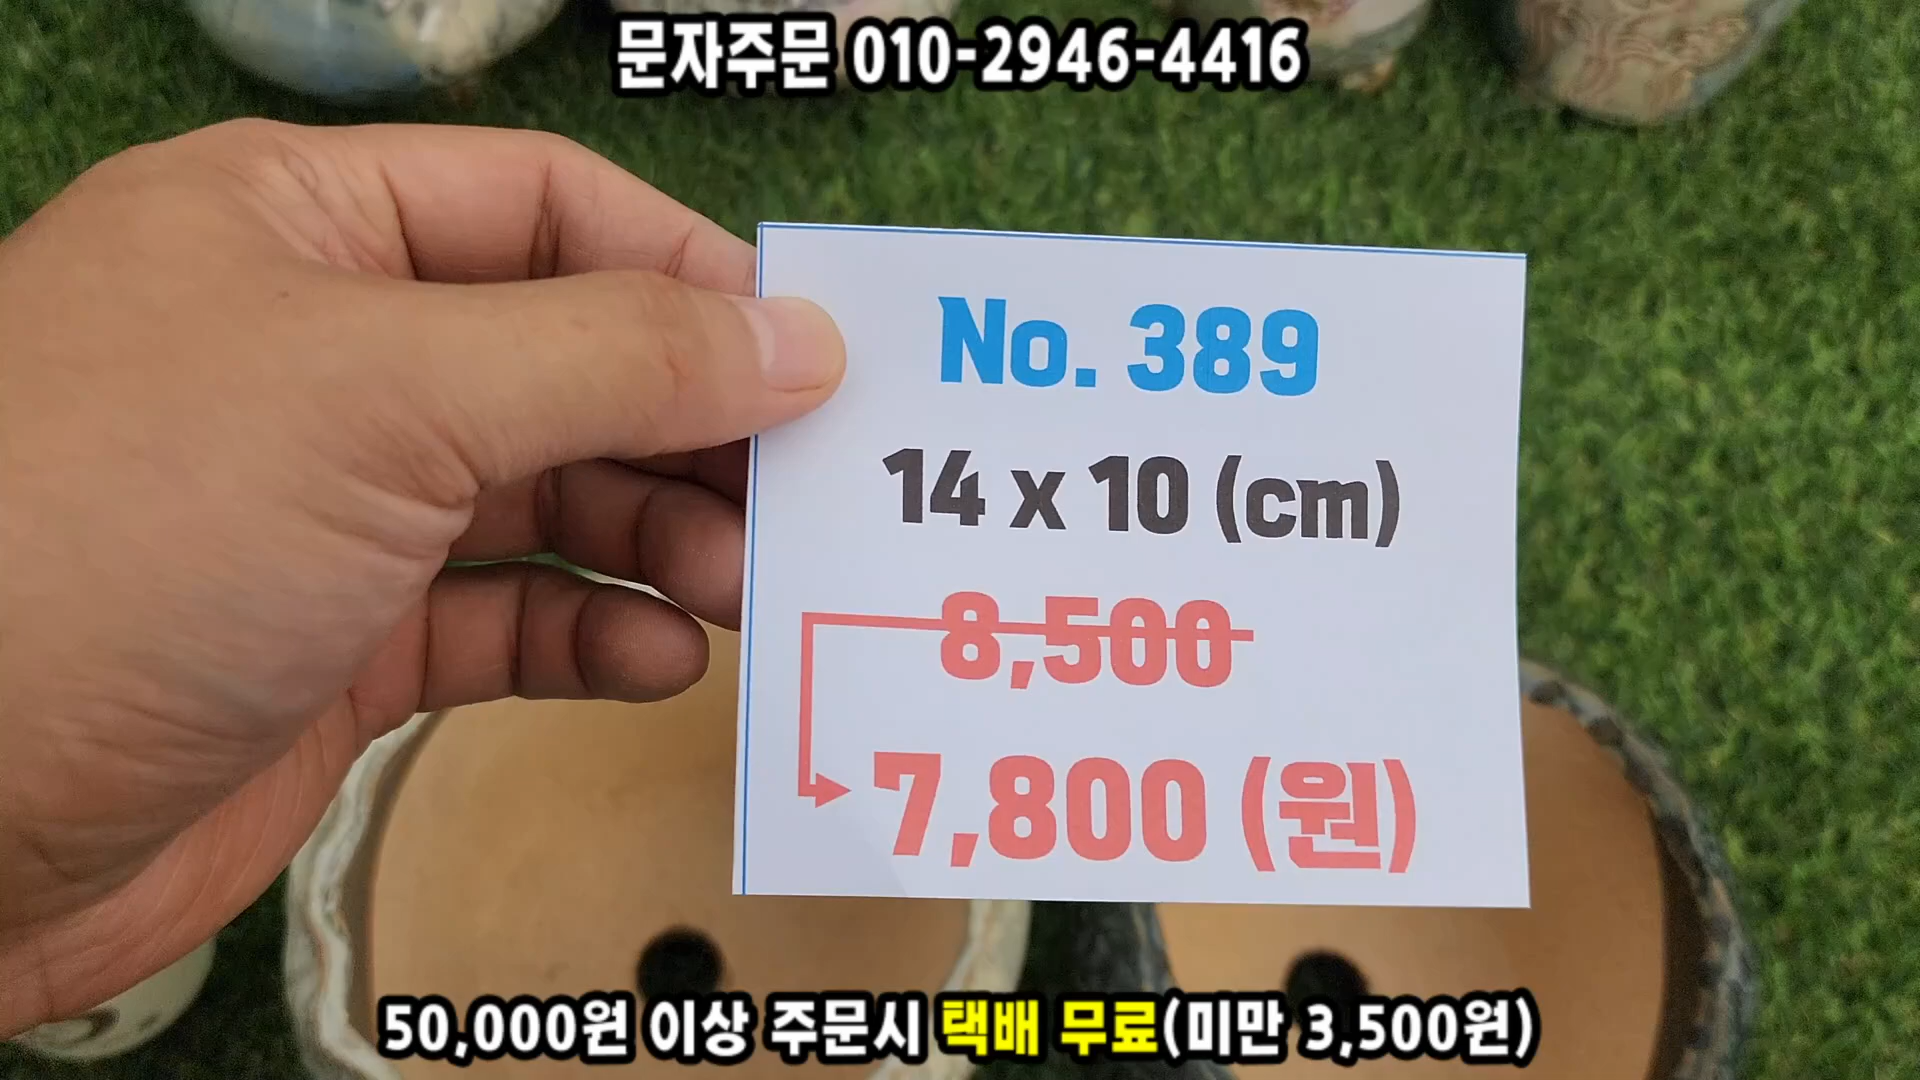 문자주문 010-2946-4416
No. 389
14 x 10 (cm)
8,500
7,800 (원)
50,000원 이상 주문시 택배 무료(미만 3,500원)